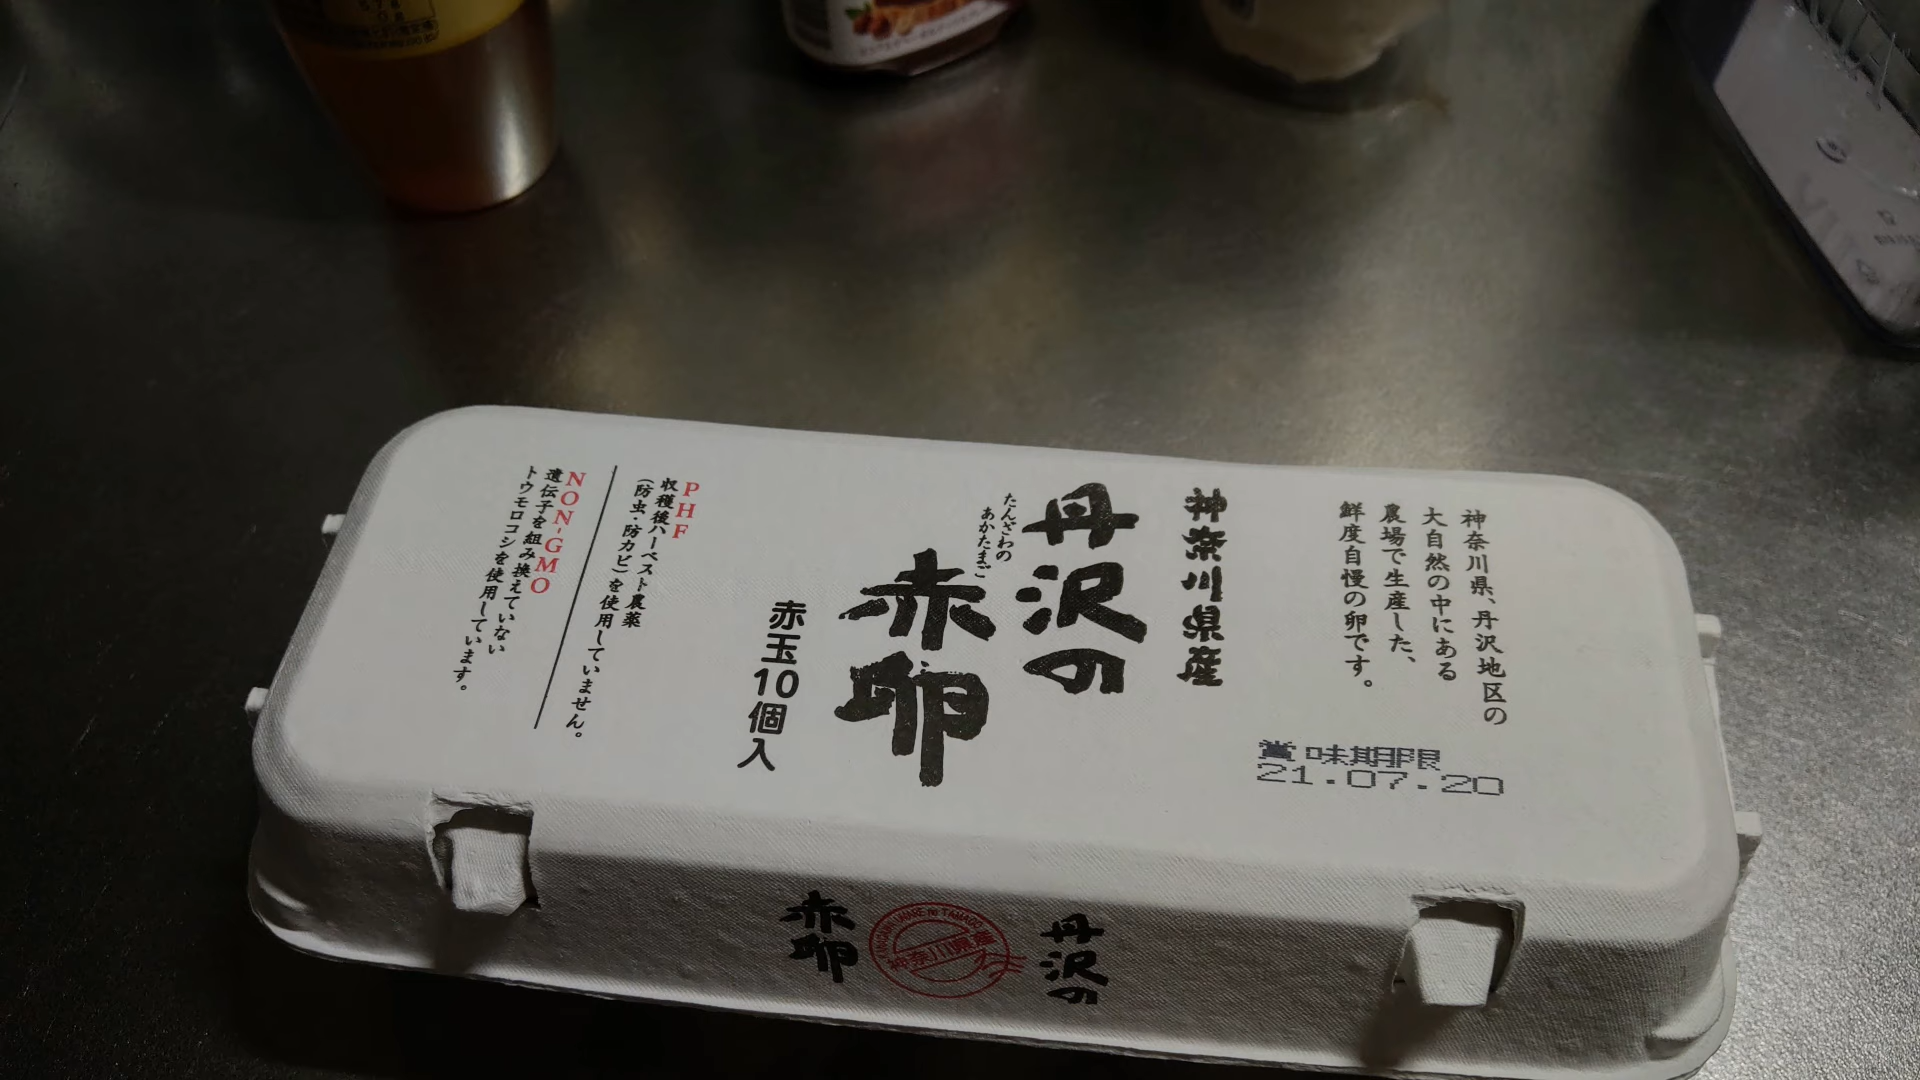 神奈川県、丹沢地区の
大自然の中にある
農場で生産した、
鮮度自慢の卵です。
賞味期限
21.07.20
神奈川県産
丹沢の
たんざわの
あかたまご
赤卵
赤玉10個入
PHF
収穫後ハーベスト農薬
(防虫・防カビ)を使用していません。
NON-GMO
遺伝子を組み換えていない
トウモロコシを使用しています。
丹沢の
神奈川県産
赤卵